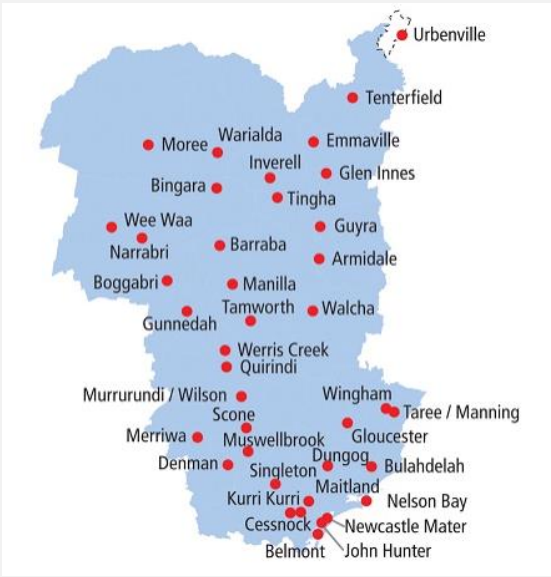 Urbenville
Tenterfield
Warialda
Emmaville
Moree
Inverell
Glen Innes
Bingara
Tingha
Wee Waa
Guyra
Narrabri
Barraba
Armidale
Boggabri
Manilla
Tamworth
Walcha
Gunnedah
Werris Creek
Quirindi
Murrurundi / Wilson
Wingham
Scone
Taree / Manning
Merriwa
Muswellbrook
Gloucester
Dungog
Denman
Singleton
Bulahdelah
Maitland
Kurri Kurri
Nelson Bay
Cessnock
Newcastle Mater
Belmont
John Hunter